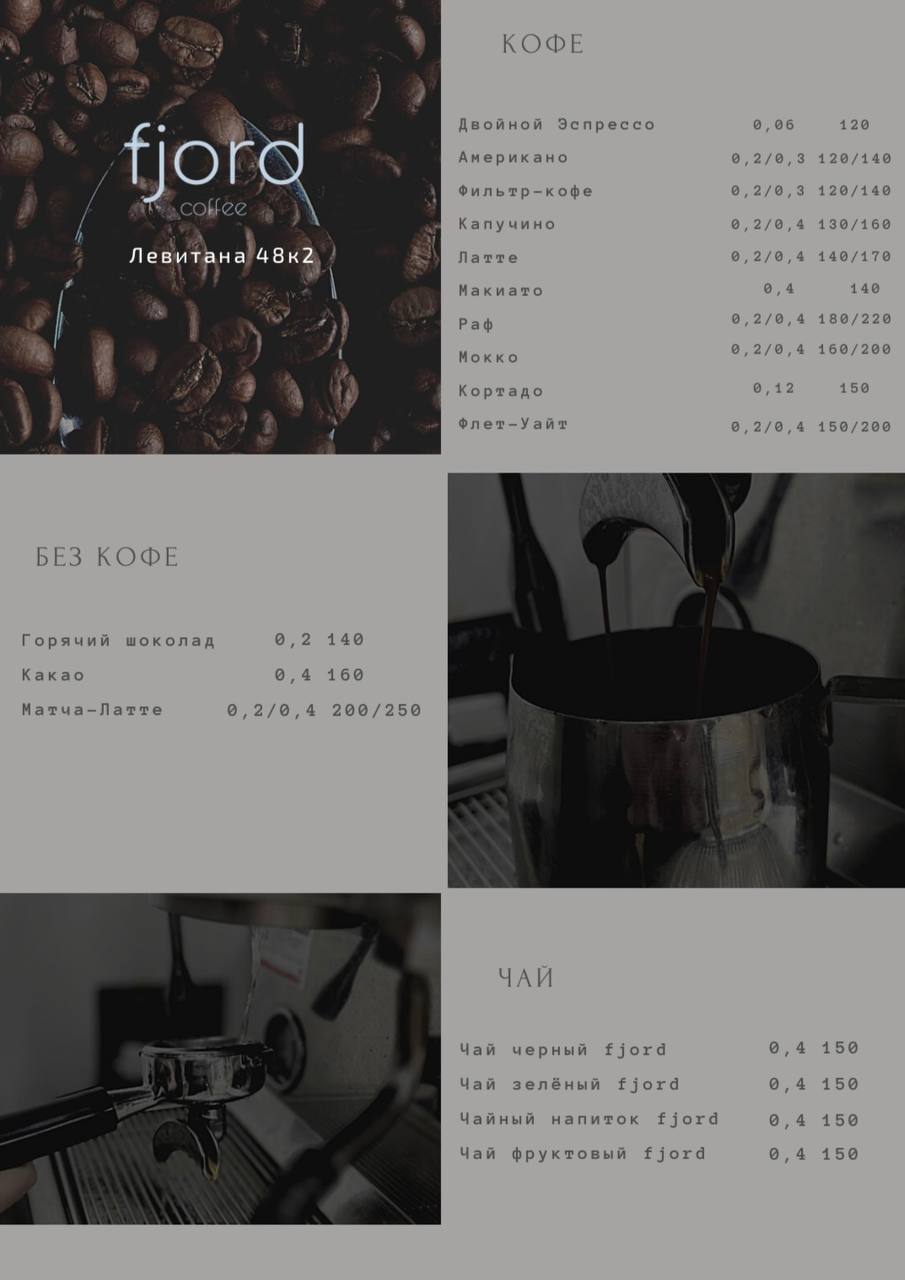 fjord
coffee
Левитана 48к2
КОФЕ
Двойной Эспрессо 0,06 120
Американо 0,2/0,3 120/140
Фильтр-кофе 0,2/0,3 120/140
Капучино 0,2/0,4 130/160
Латте 0,2/0,4 140/170
Макиато 0,4 140
Раф 0,2/0,4 180/220
Мокко 0,2/0,4 160/200
Кортадо 0,12 150
Флет-Уайт 0,2/0,4 150/200
БЕЗ КОФЕ
Горячий шоколад 0,2 140
Какао 0,4 160
Матча-Латте 0,2/0,4 200/250
ЧАЙ
Чай черный fjord 0,4 150
Чай зелёный fjord 0,4 150
Чайный напиток fjord 0,4 150
Чай фруктовый fjord 0,4 150